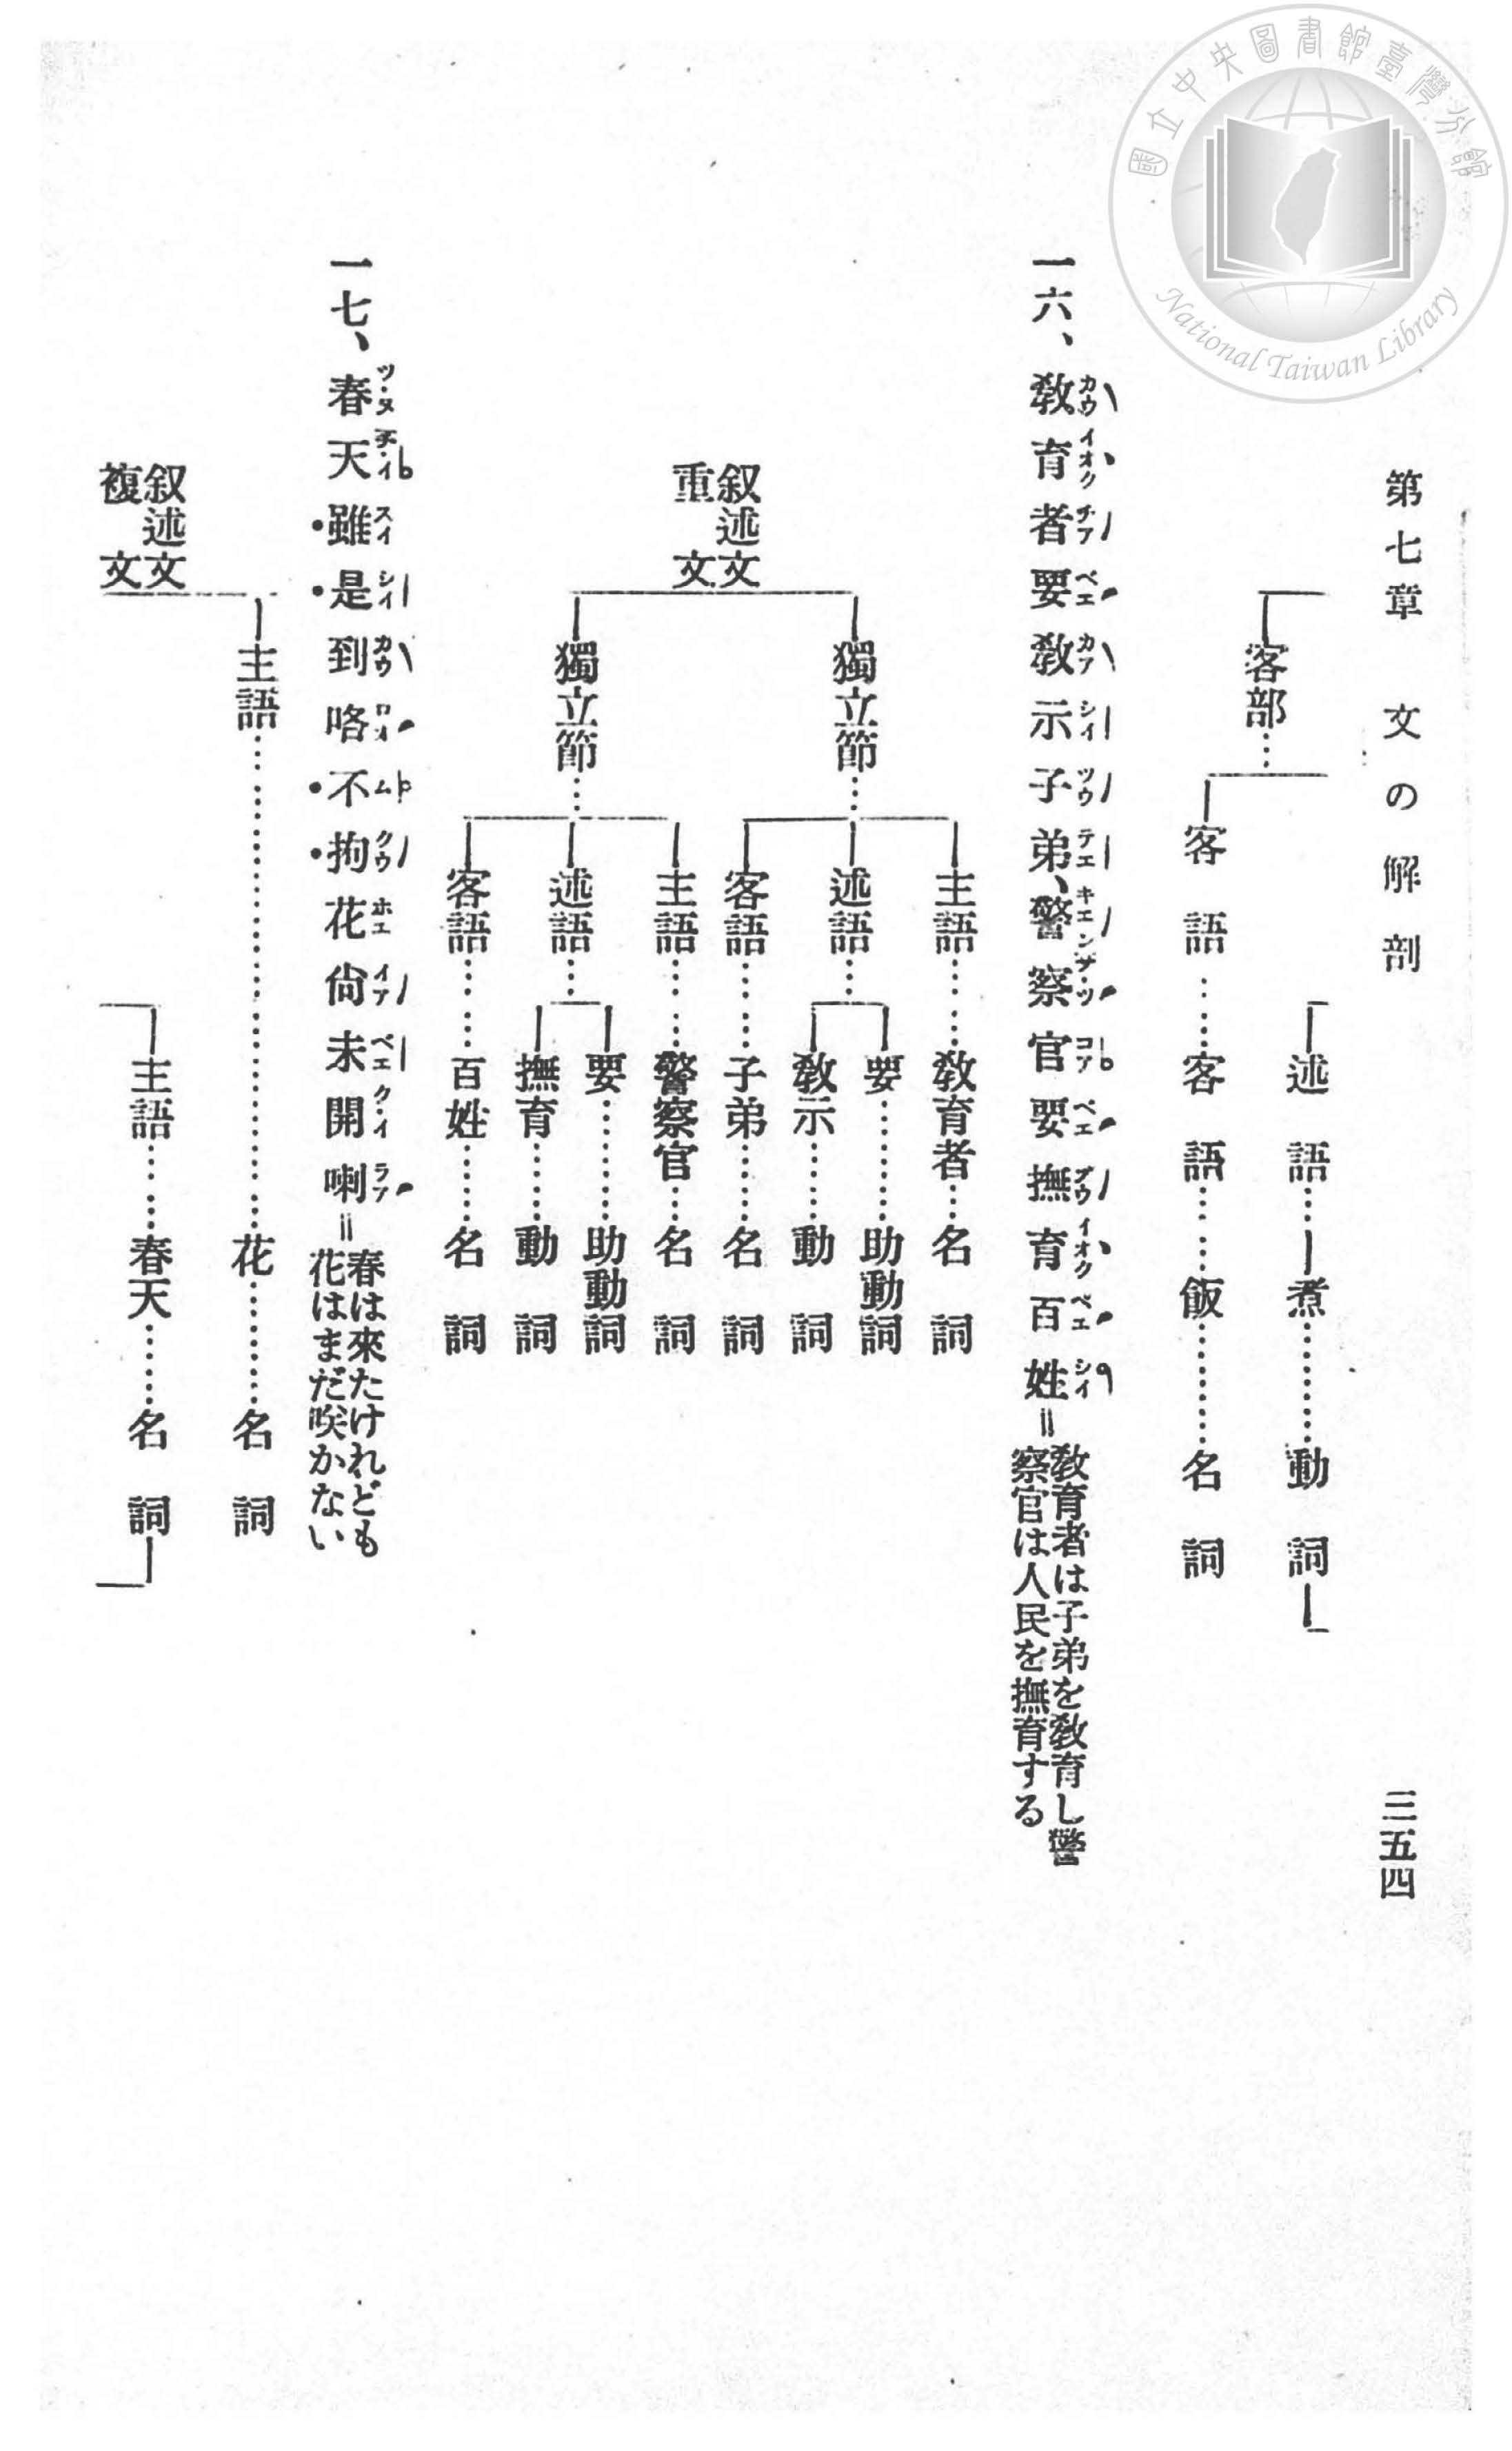 國立中央圖書館臺灣分館
National Taiwan Library
第七章 文の解剖
三五四
述語 煮……動詞
客部……客語……客語……飯……名詞
一六、教育者要教示子弟、警察官要撫育百姓=教育者は子弟を教育し警
察官は人民を撫育する
叙述文
重文
獨立節
主語……教育者……名詞
述語
要……助動詞
教示……動詞
客語……子弟……名詞
獨立節
主語……警察官……名詞
述語
要……助動詞
撫育……動詞
客語……百姓……名詞
一七、春天雖是到咯不拘花尙未開喇=春は來たけれども
花はまだ咲かない
叙述文
複文
主語……花……名詞
主語……春天……名詞